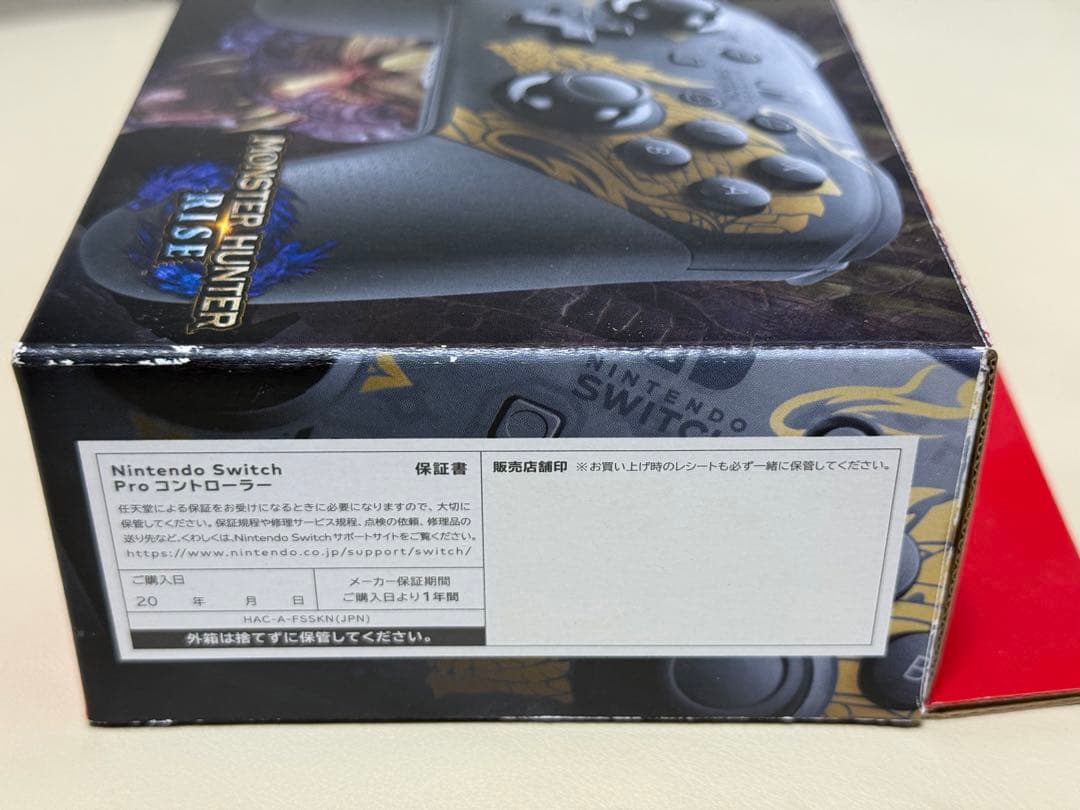 MONSTER HUNTER
RISE
B
A
NINTENDO
SWITCH
Nintendo Switch
Pro コントローラー
保証書
任天堂による保証をお受けになるときに必要になりますので、大切に
保管してください。保証規程や修理サービス規程、点検の依頼、修理品の
送り先など、くわしくは、Nintendo Switchサポートサイトをご覧ください。
https://www.nintendo.co.jp/support/switch/
ご購入日
20 年 月 日
メーカー保証期間
ご購入日より1年間
HAC-A-FSSKN(JPN)
外箱は捨てずに保管してください。
販売店舗印 ※お買い上げ時のレシートも必ず一緒に保管してください。
B